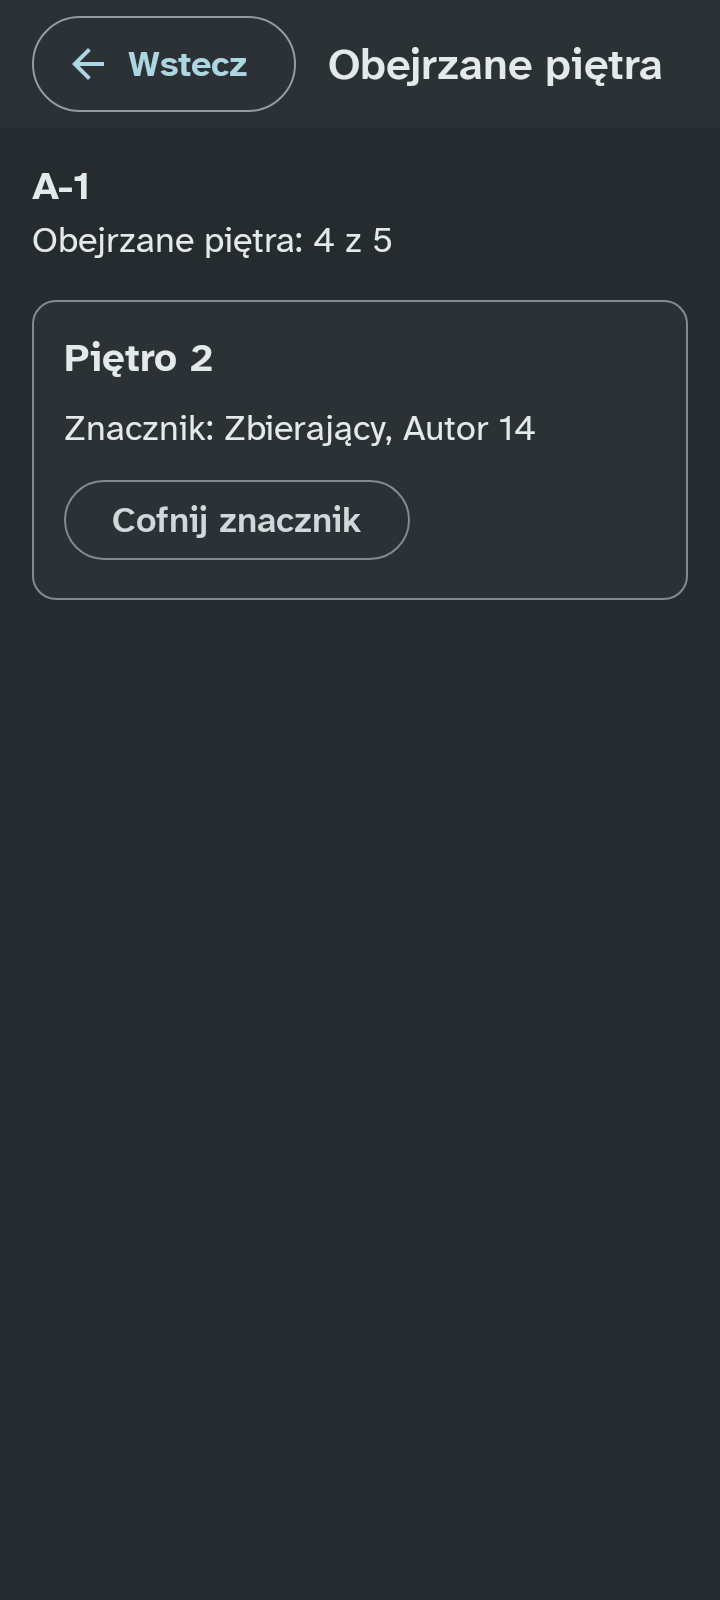 Wstecz
Obejrzane piętra
A-1
Obejrzane piętra: 4 z 5
Piętro 2
Znacznik: Zbierający, Autor 14
Cofnij znacznik